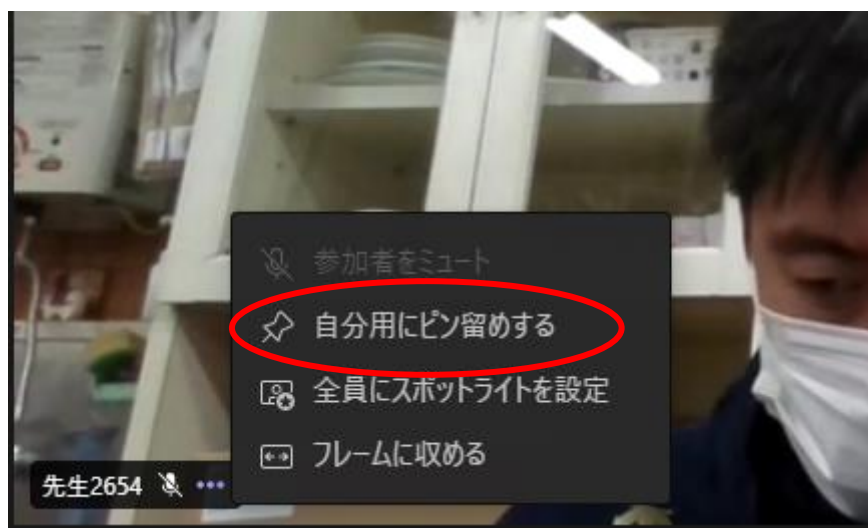 参加者をミュート
自分用にピン留めする
全員にスポットライトを設定
フレームに収める
先生2654